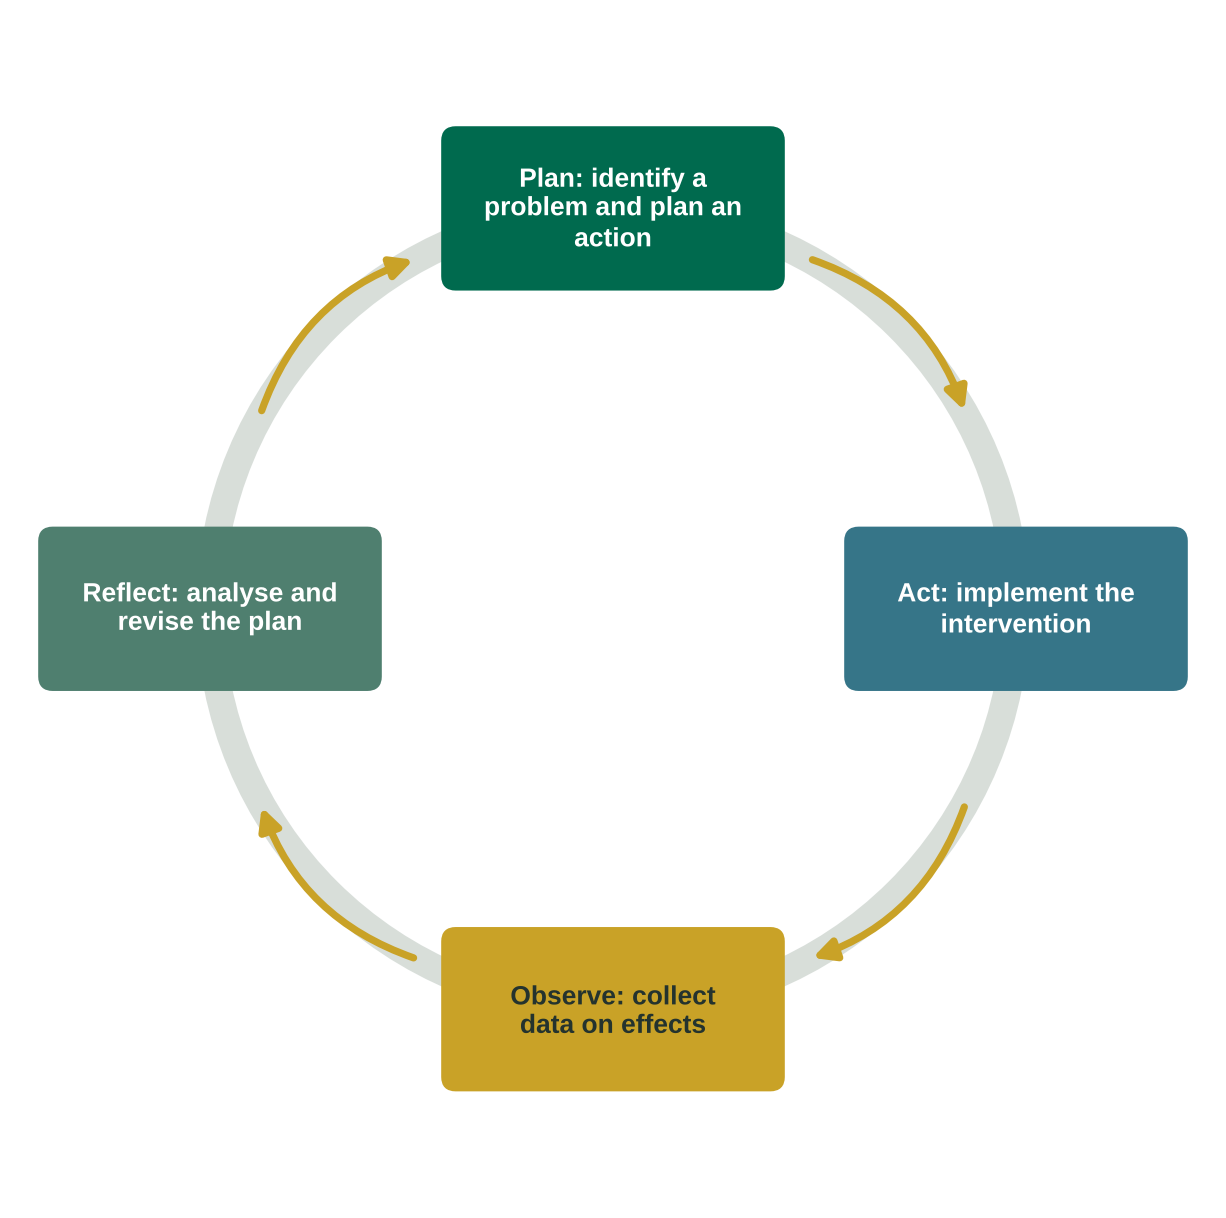 Plan: identify a
problem and plan an
action
Act: implement the
intervention
Observe: collect
data on effects
Reflect: analyse and
revise the plan